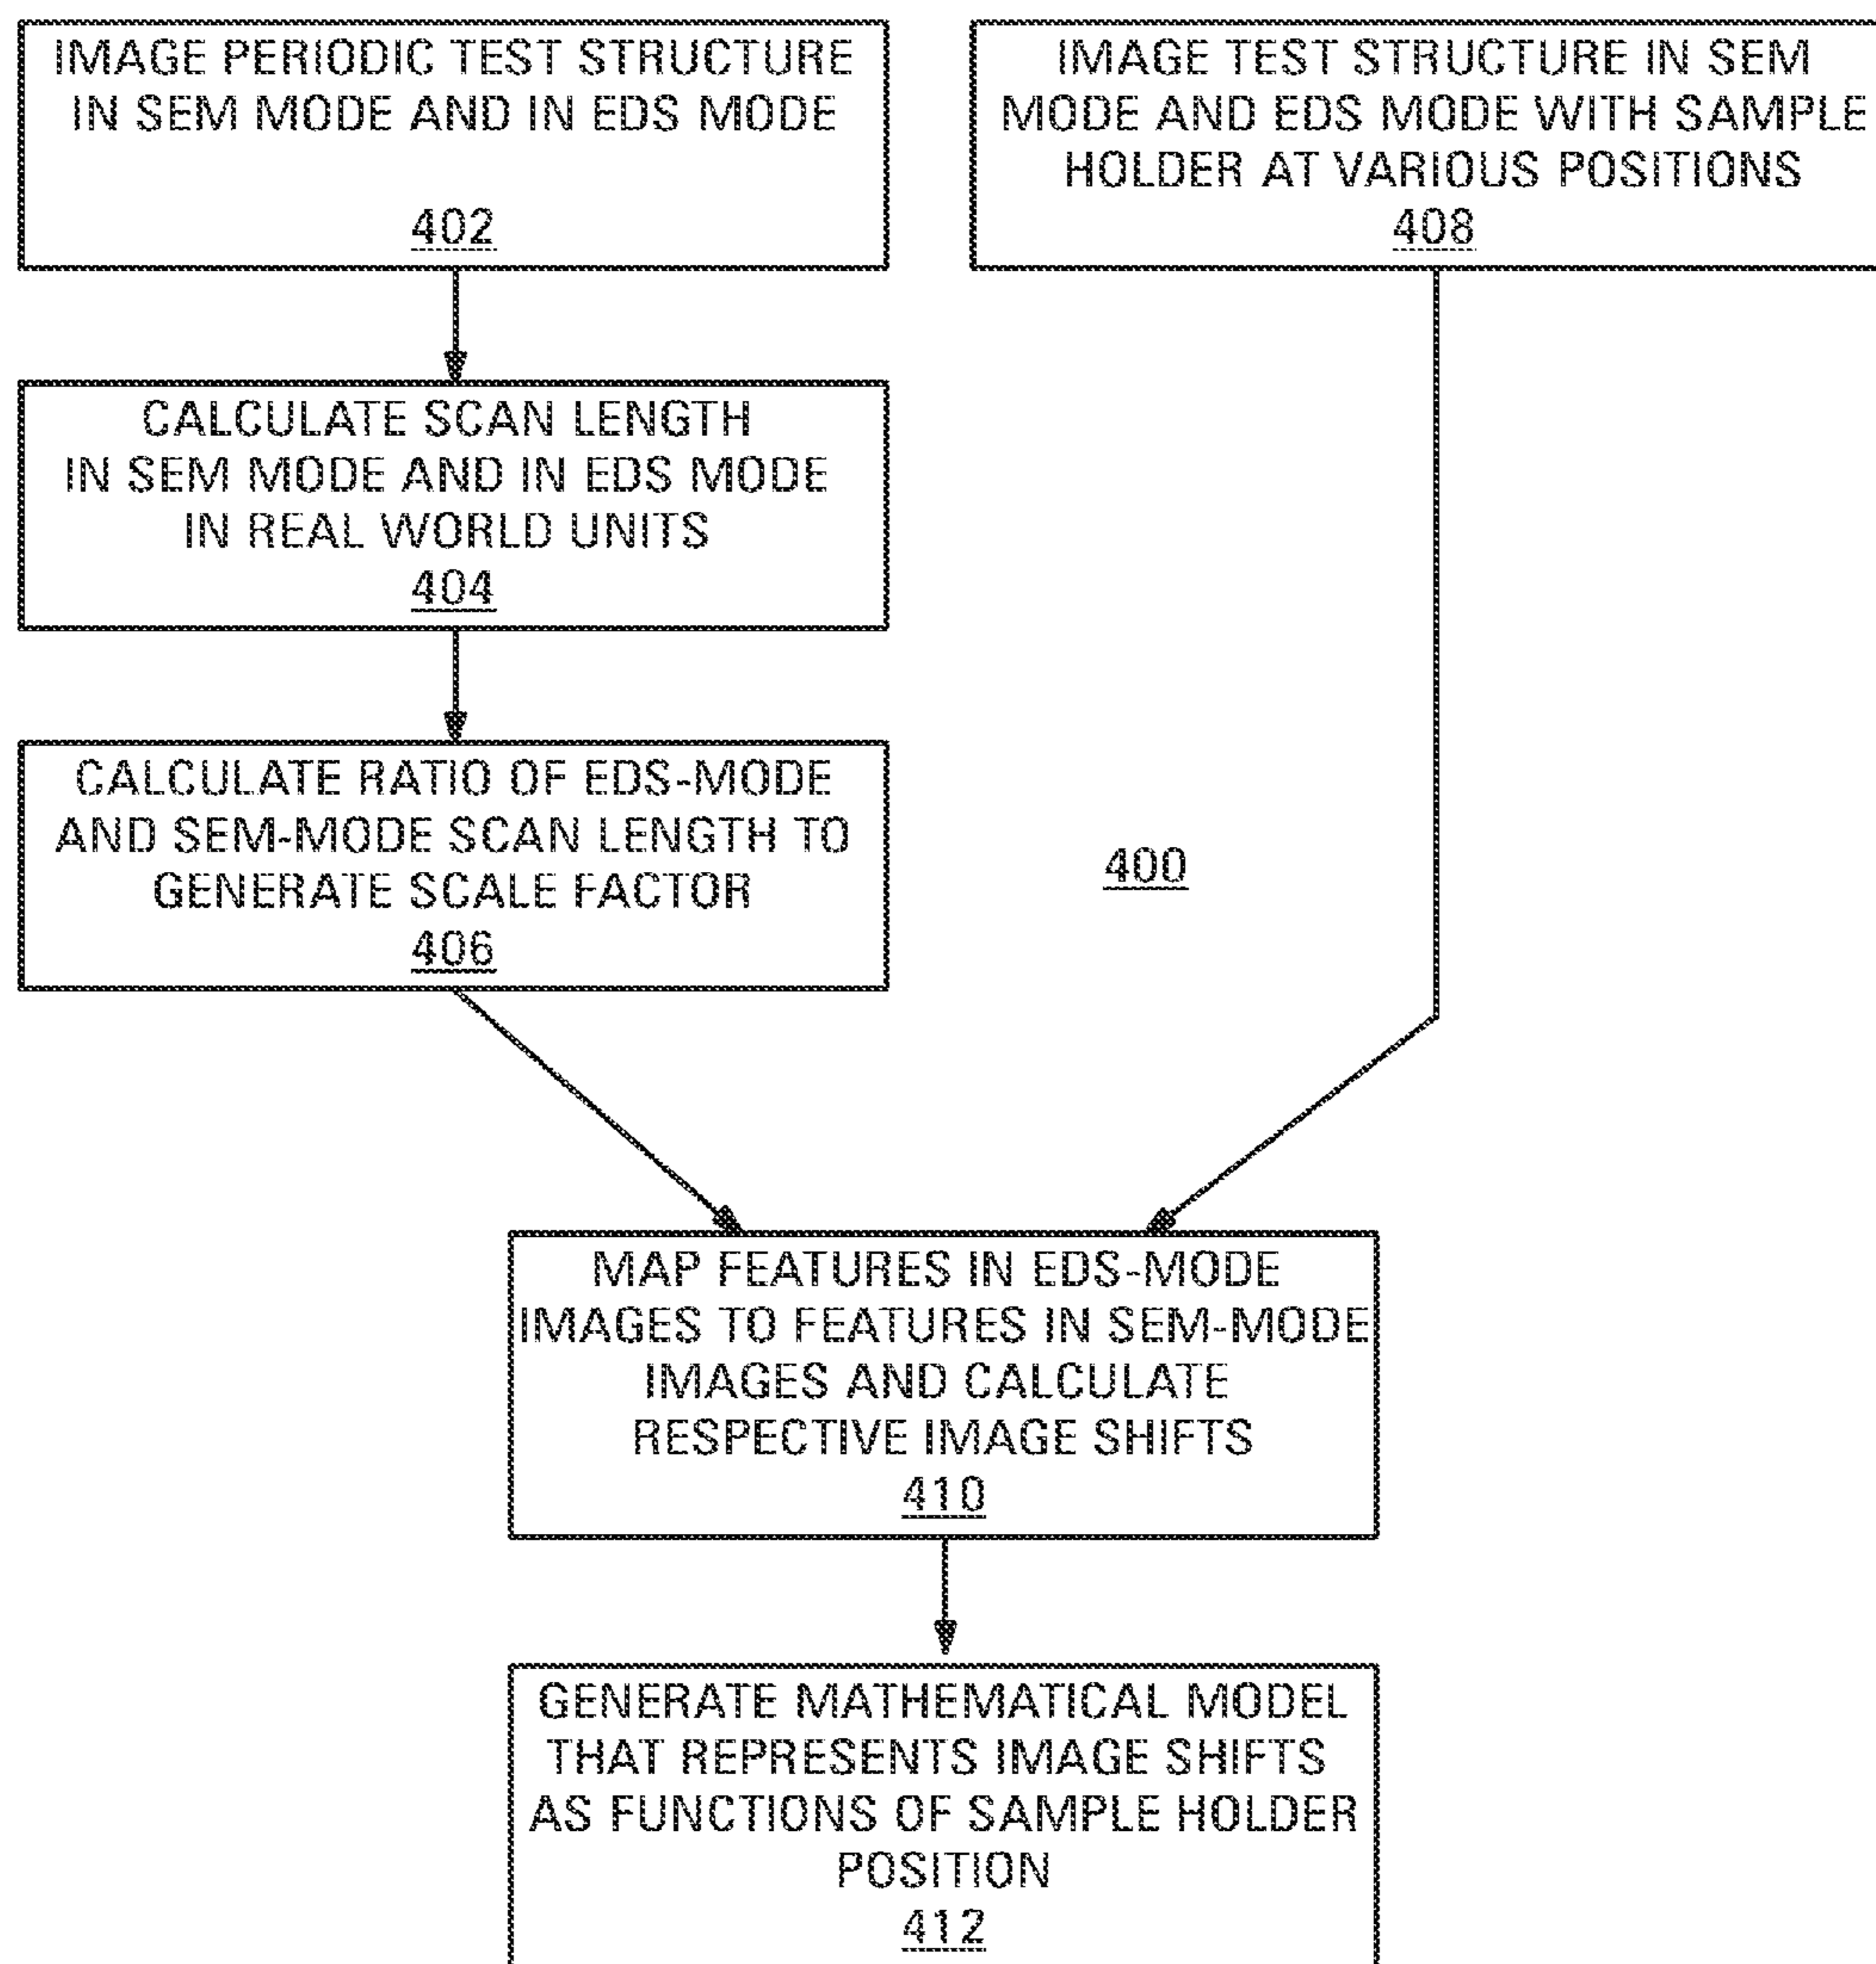 IMAGE PERIODIC TEST STRUCTURE
IN SEM MODE AND IN EDS MODE
402
IMAGE TEST STRUCTURE IN SEM
MODE AND EDS MODE WITH SAMPLE
HOLDER AT VARIOUS POSITIONS
408
CALCULATE SCAN LENGTH
IN SEM MODE AND IN EDS MODE
IN REAL WORLD UNITS
404
CALCULATE RATIO OF EDS-MODE
AND SEM-MODE SCAN LENGTH TO
GENERATE SCALE FACTOR
406
400
MAP FEATURES IN EDS-MODE
IMAGES TO FEATURES IN SEM-MODE
IMAGES AND CALCULATE
RESPECTIVE IMAGE SHIFTS
410
GENERATE MATHEMATICAL MODEL
THAT REPRESENTS IMAGE SHIFTS
AS FUNCTIONS OF SAMPLE HOLDER
POSITION
412